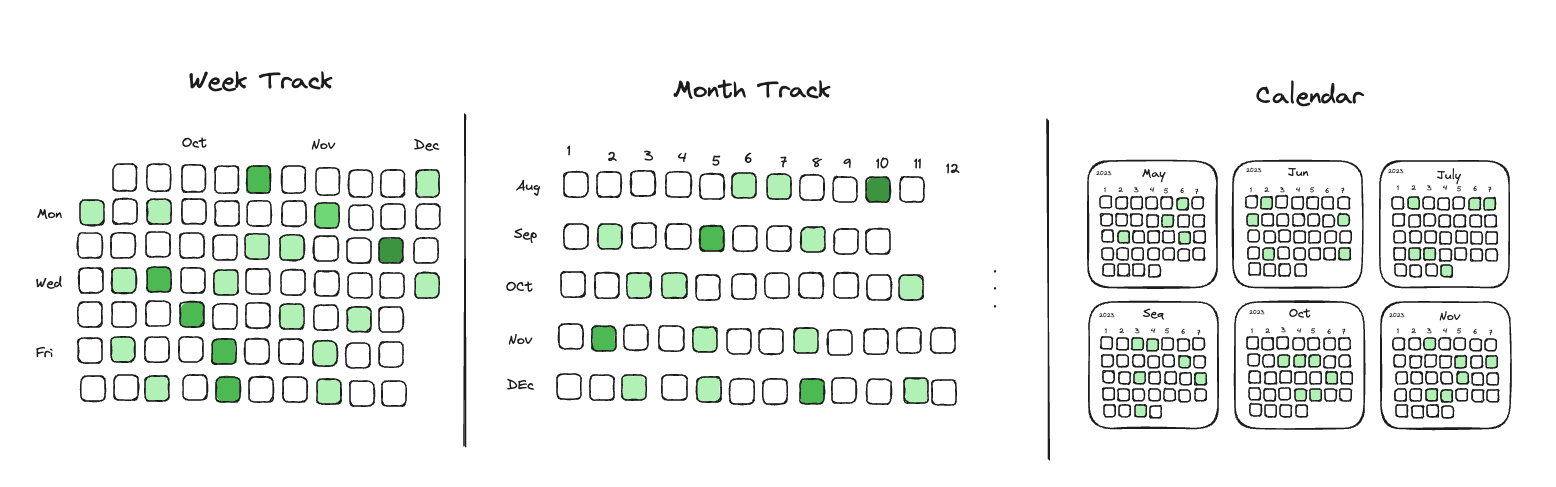 Week Track
Oct Nov Dec
Mon
Wed
Fri
Month Track
1 2 3 4 5 6 7 8 9 10 11 12
Aug
Sep
Oct
Nov
DEc
Calendar
2023 May
1 2 3 4 5 6 7
2023 Jun
1 2 3 4 5 6 7
2023 July
1 2 3 4 5 6 7
2023 Sea
1 2 3 4 5 6 7
2023 Oct
1 2 3 4 5 6 7
2023 Nov
1 2 3 4 5 6 7